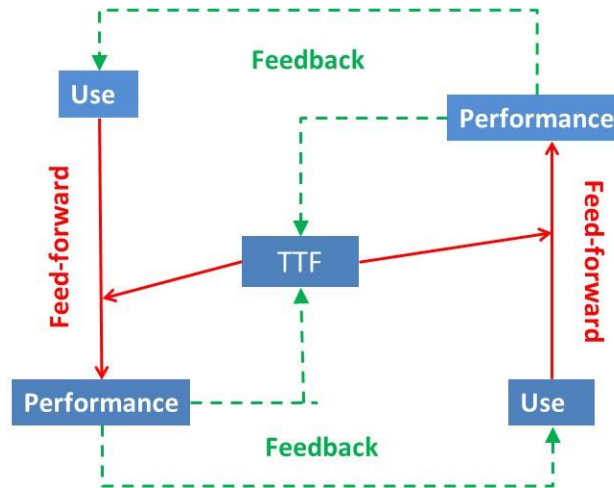 Feedback
Use
Performance
Feed-forward
Feed-forward
TTF
Performance
Use
Feedback